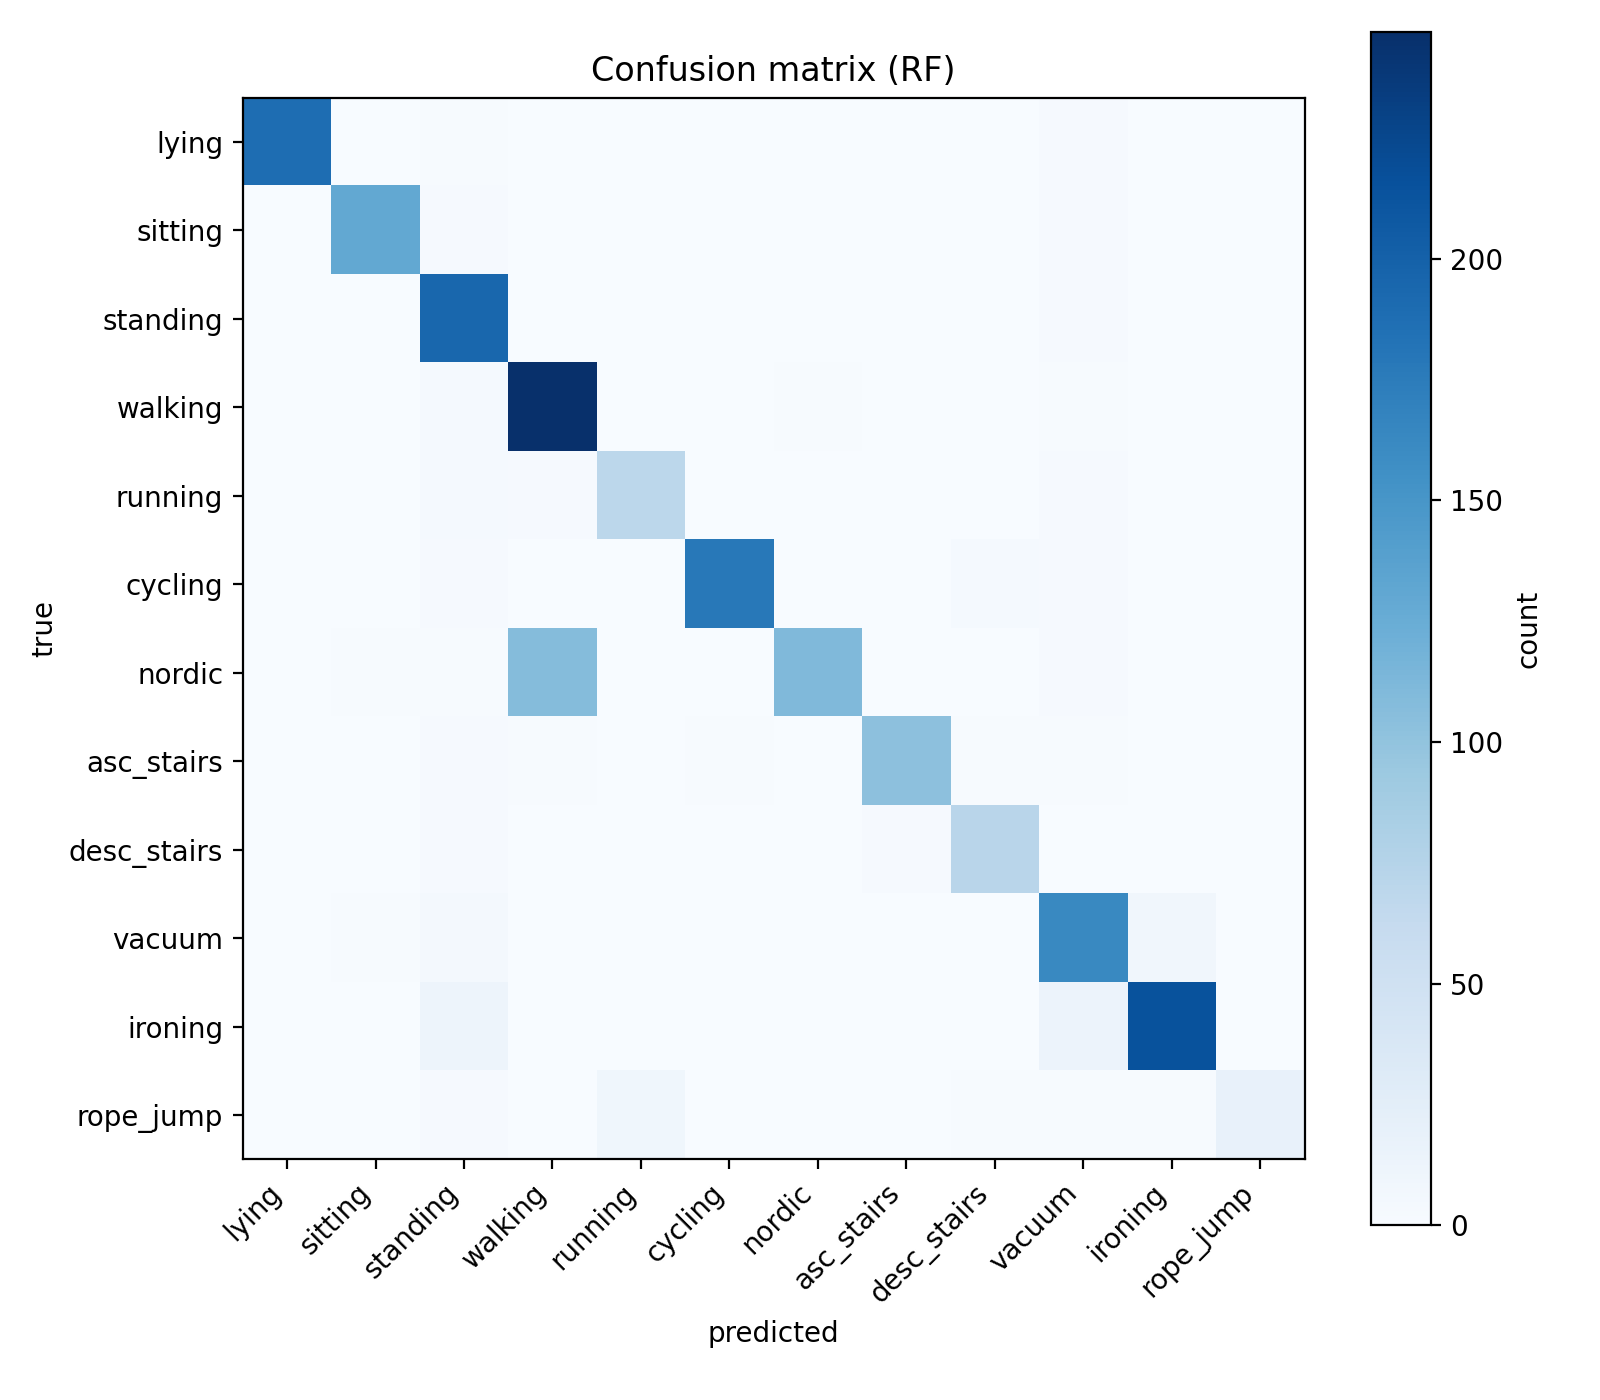 Confusion matrix (RF)
lying
sitting
standing
walking
running
cycling
nordic
asc_stairs
desc_stairs
vacuum
ironing
rope_jump
true
lying
sitting
standing
walking
running
cycling
nordic
asc_stairs
desc_stairs
vacuum
ironing
rope_jump
predicted
200
150
100
50
0
count